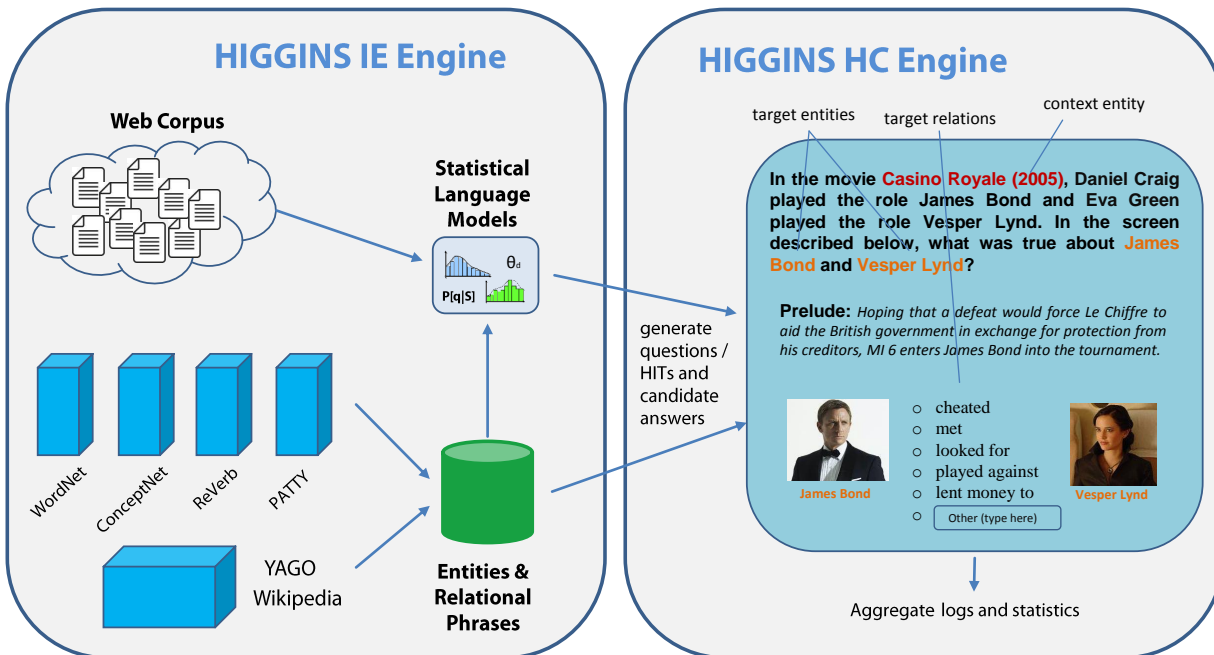 HIGGINS IE Engine
Web Corpus
Statistical
Language
Models
θd
P[q|S]
WordNet
ConceptNet
ReVerb
PATTY
YAGO
Wikipedia
Entities &
Relational
Phrases
generate
questions /
HITs and
candidate
answers
HIGGINS HC Engine
target entities
target relations
context entity
In the movie Casino Royale (2005), Daniel Craig
played the role James Bond and Eva Green
played the role Vesper Lynd. In the screen
described below, what was true about James
Bond and Vesper Lynd?
Prelude: Hoping that a defeat would force Le Chiffre to
aid the British government in exchange for protection from
his creditors, MI 6 enters James Bond into the tournament.
cheated
met
looked for
played against
lent money to
Other (type here)
James Bond
Vesper Lynd
Aggregate logs and statistics